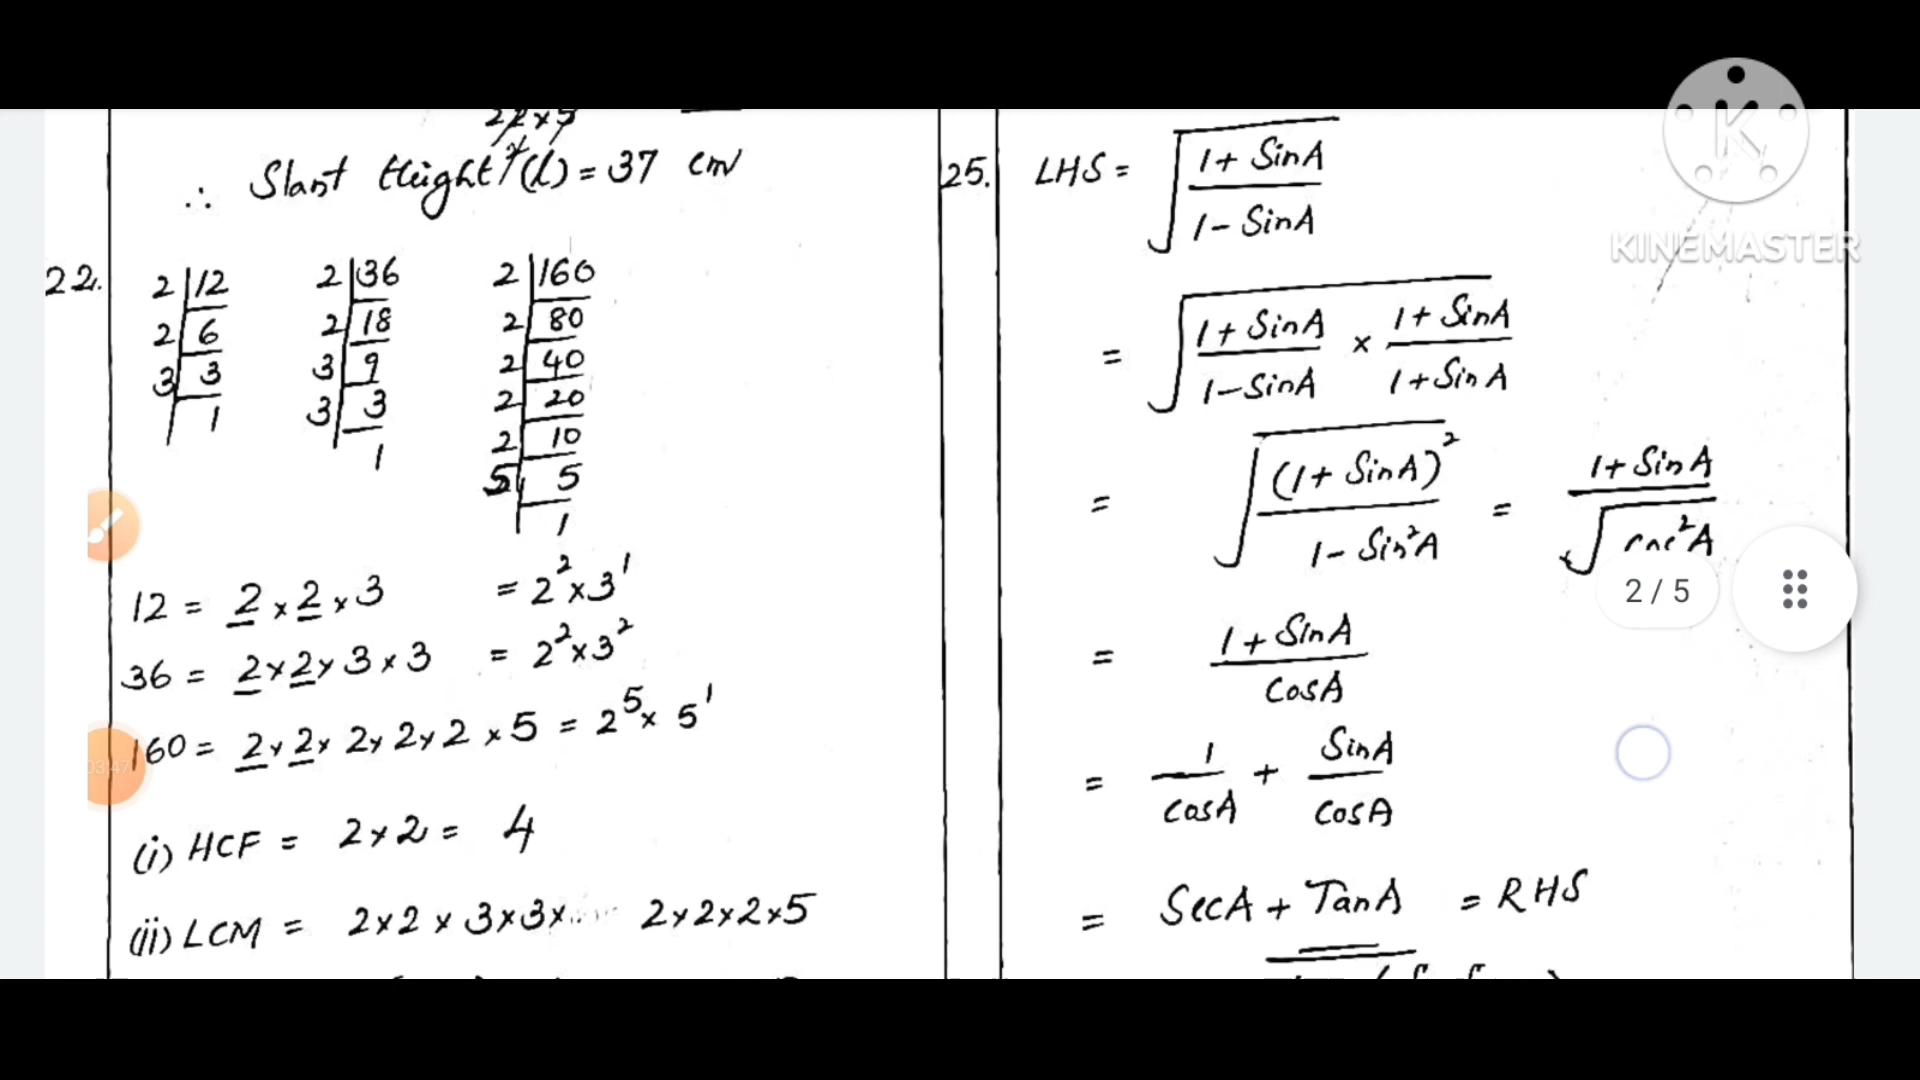 22×5
∴ Slant Height (l) = 37 cm
22.
2|12
2|6
3|3
1
2|36
2|18
3|9
3|3
1
2|160
2|80
2|40
2|20
2|10
5|5
1
12 = 2 × 2 × 3 = 2² × 3¹
36 = 2 × 2 × 3 × 3 = 2² × 3²
160 = 2 × 2 × 2 × 2 × 2 × 5 = 2⁵ × 5¹
(i) HCF = 2 × 2 = 4
(ii) LCM = 2 × 2 × 3 × 3 × ..... 2 × 2 × 2 × 5
03:47
25. LHS = √((1 + SinA)/(1 - SinA))
= √((1 + SinA)/(1 - SinA) × (1 + SinA)/(1 + SinA))
= √((1 + SinA)²/(1 - Sin²A)) = (1 + SinA)/√(cos²A)
= (1 + SinA)/CosA
= 1/CosA + SinA/CosA
= SecA + TanA = RHS
2 / 5
K
KINEMASTER